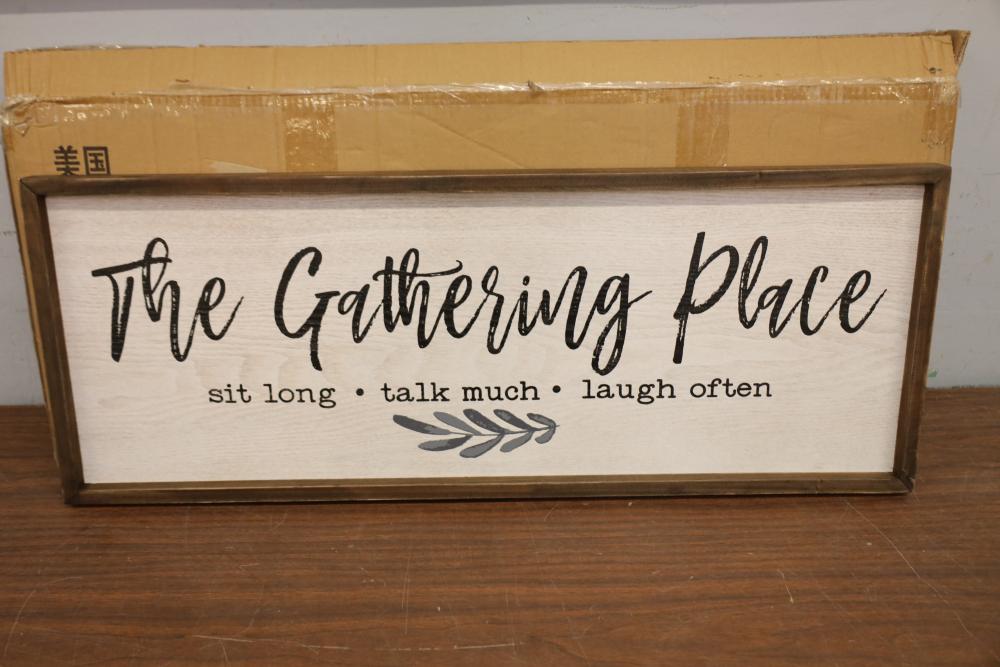 美国
The Gathering Place
sit long • talk much • laugh often